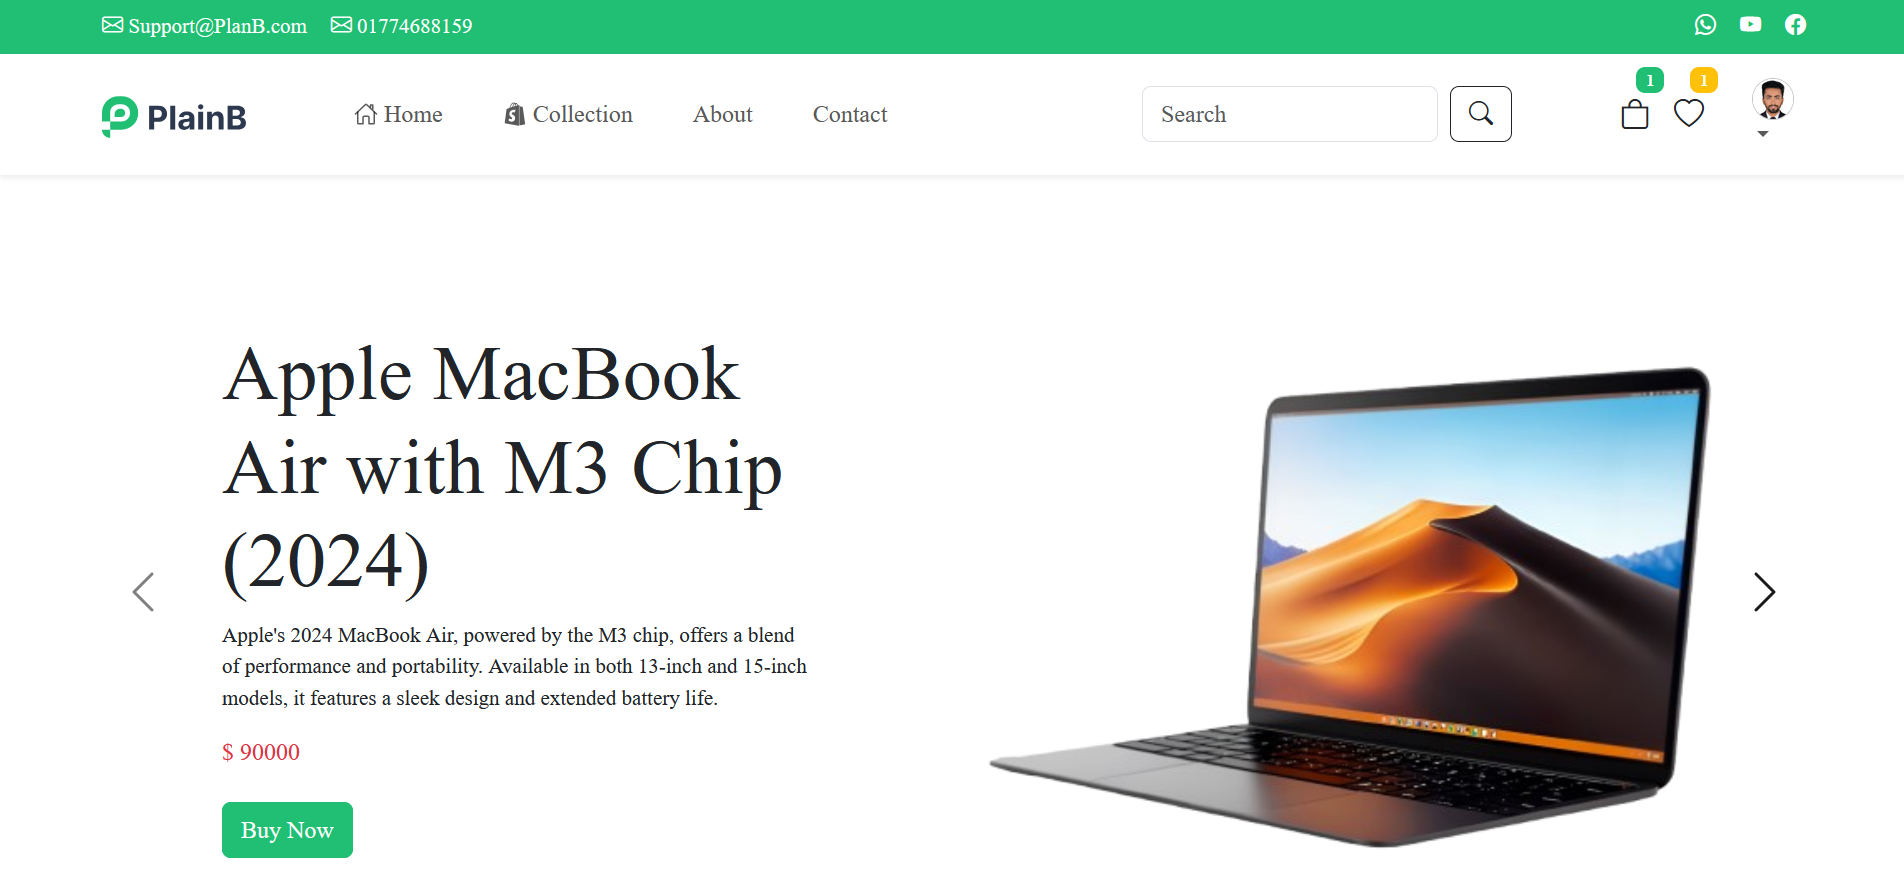 Support@PlanB.com 01774688159
PlainB Home Collection About Contact Search 1 1
Apple MacBook
Air with M3 Chip
(2024)
Apple's 2024 MacBook Air, powered by the M3 chip, offers a blend
of performance and portability. Available in both 13-inch and 15-inch
models, it features a sleek design and extended battery life.
$ 90000
Buy Now